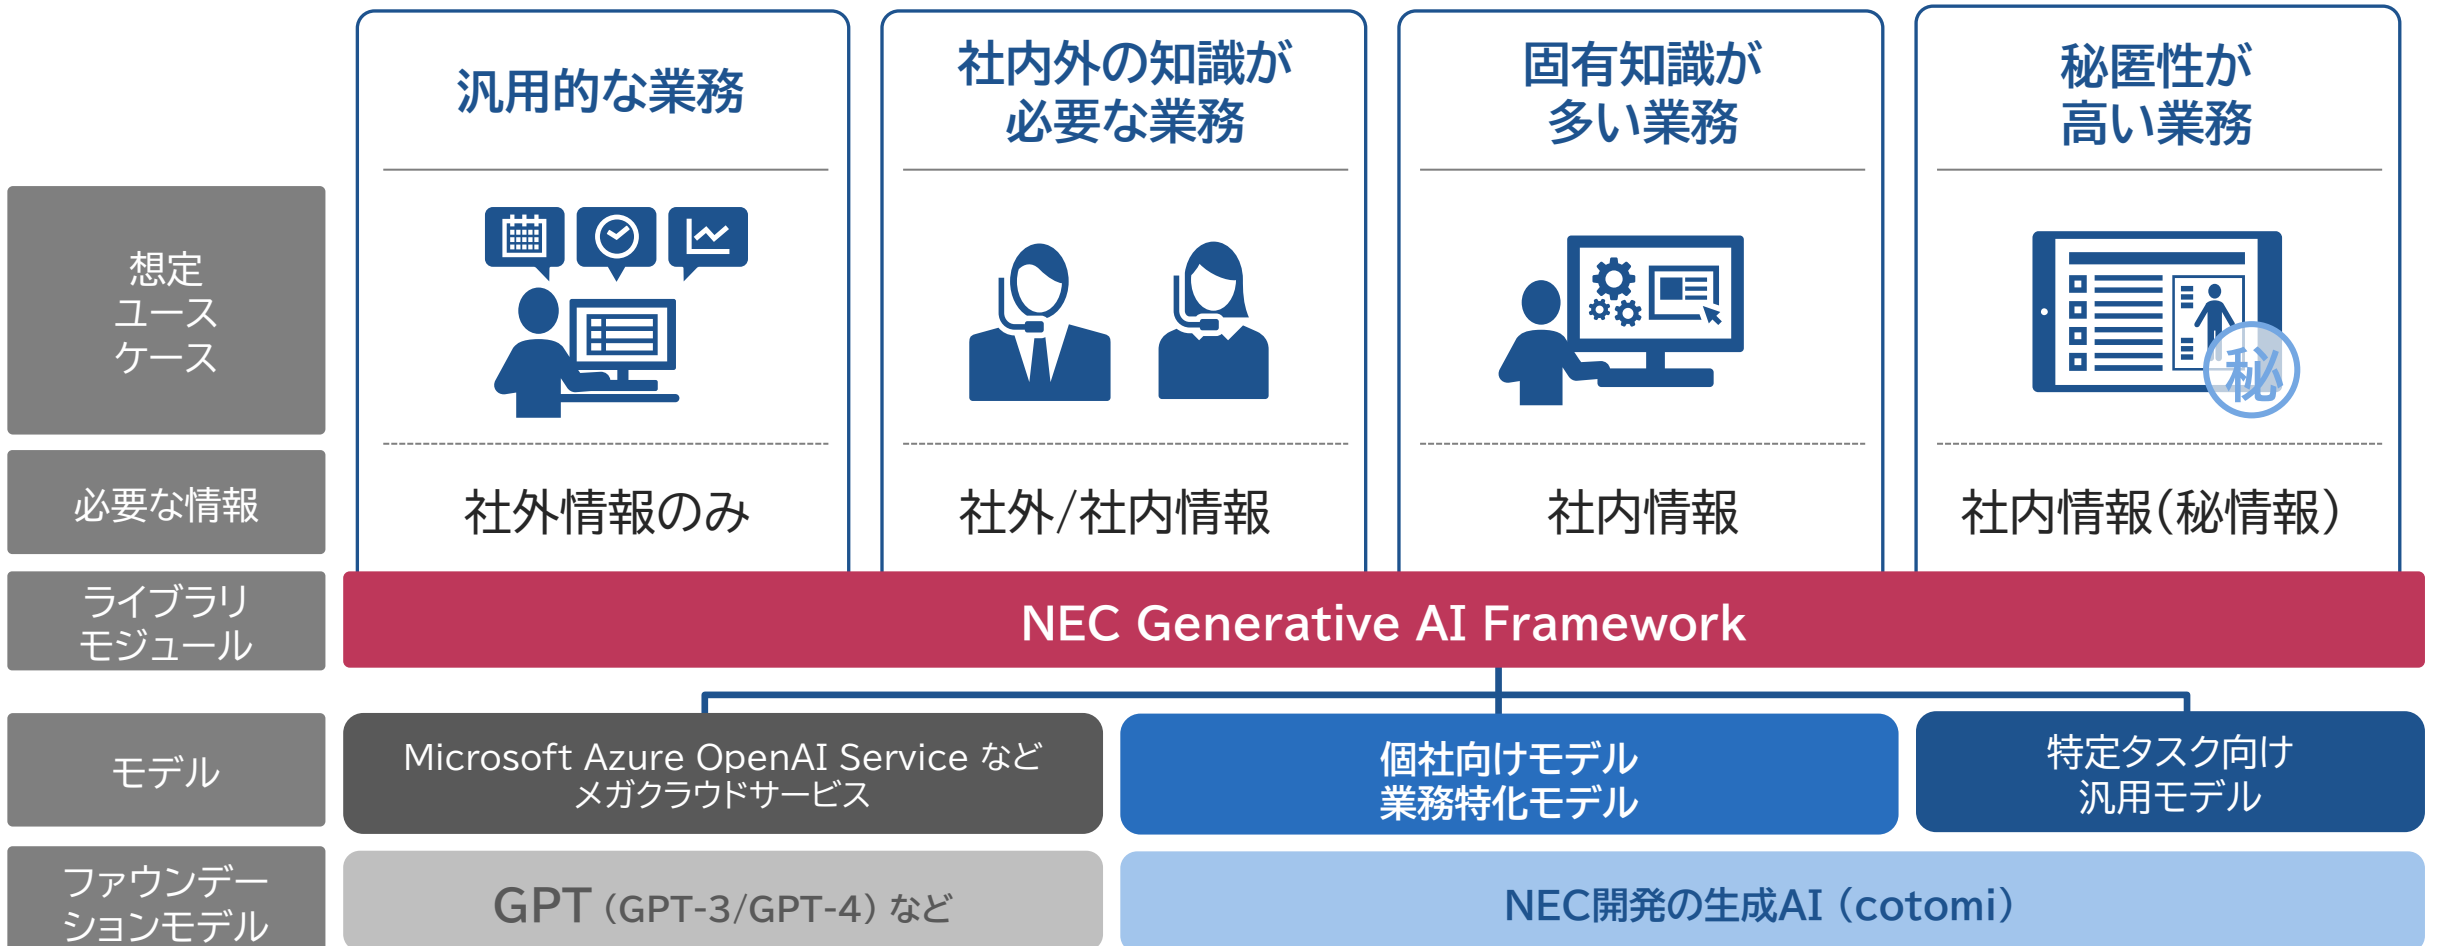 汎用的な業務
社内外の知識が
必要な業務
固有知識が
多い業務
秘匿性が
高い業務
想定
ユース
ケース
秘
必要な情報
社外情報のみ
社外/社内情報
社内情報
社内情報(秘情報)
ライブラリ
モジュール
NEC Generative AI Framework
モデル
Microsoft Azure OpenAI Service など
メガクラウドサービス
個社向けモデル
業務特化モデル
特定タスク向け
汎用モデル
ファウンデー
ションモデル
GPT (GPT-3/GPT-4) など
NEC開発の生成AI (cotomi)